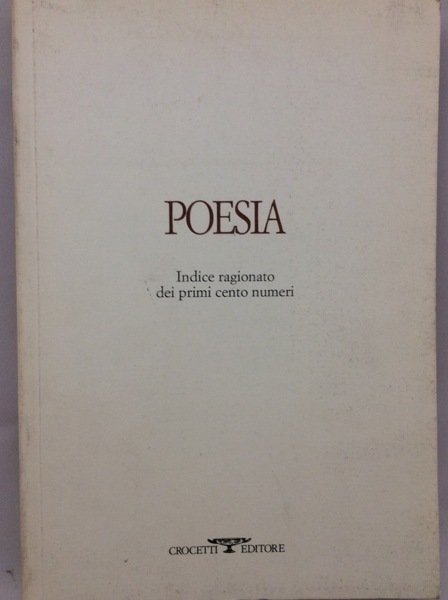 POESIA
Indice ragionato
dei primi cento numeri
CROCETTI EDITORE